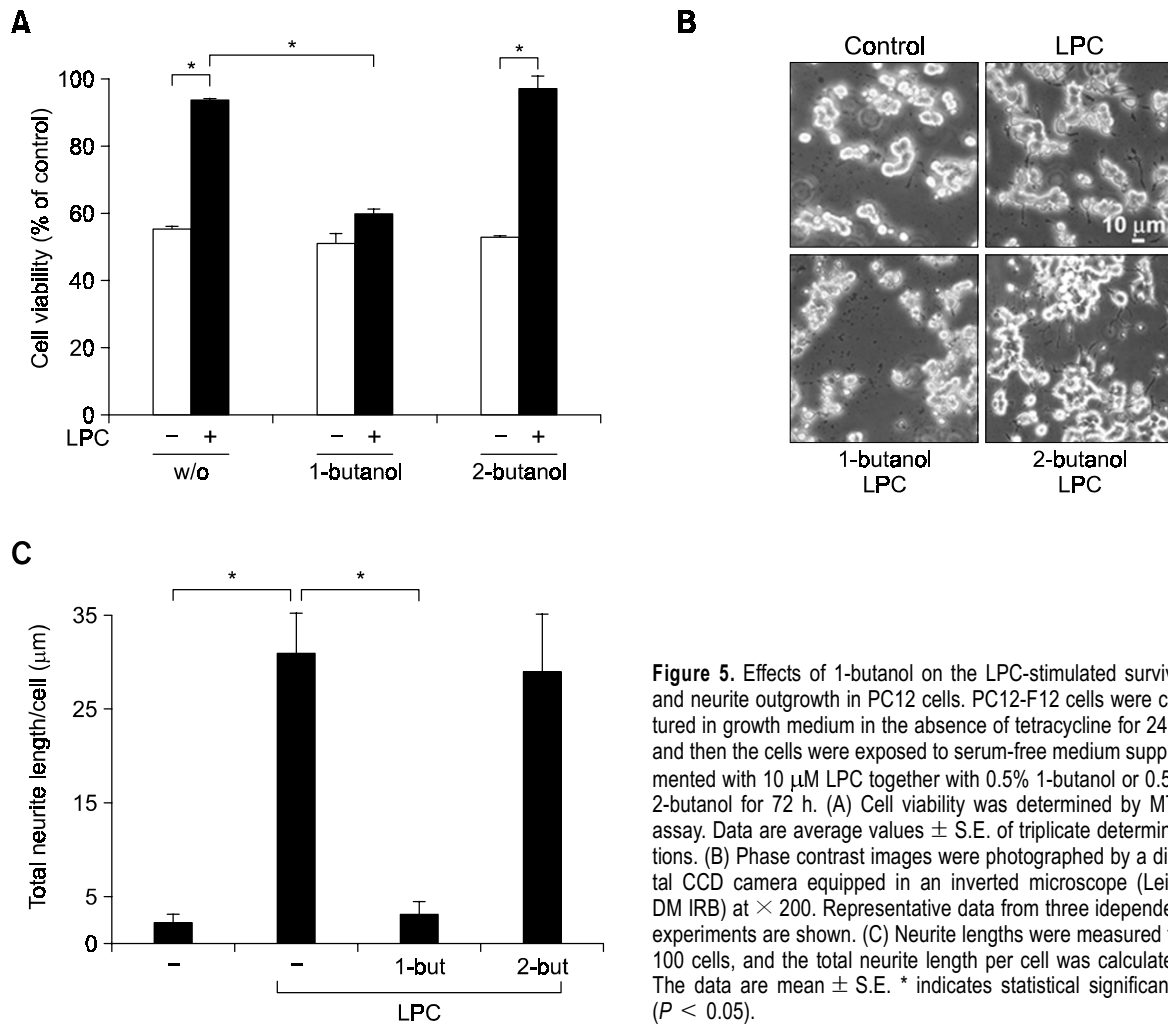 A
*
*
*
100
80
60
40
20
0
Cell viability (% of control)
LPC
− + − + − +
w/o 1-butanol 2-butanol
B
Control LPC
10 μm
1-butanol 2-butanol
LPC LPC
C
*
*
35
25
15
5
0
Total neurite length/cell (μm)
− − 1-but 2-but
LPC
Figure 5. Effects of 1-butanol on the LPC-stimulated surviv
and neurite outgrowth in PC12 cells. PC12-F12 cells were c
tured in growth medium in the absence of tetracycline for 24
and then the cells were exposed to serum-free medium supp
mented with 10 μM LPC together with 0.5% 1-butanol or 0.5
2-butanol for 72 h. (A) Cell viability was determined by M
assay. Data are average values ± S.E. of triplicate determin
tions. (B) Phase contrast images were photographed by a di
tal CCD camera equipped in an inverted microscope (Lei
DM IRB) at × 200. Representative data from three idepende
experiments are shown. (C) Neurite lengths were measured
100 cells, and the total neurite length per cell was calculate
The data are mean ± S.E. * indicates statistical significan
(P < 0.05).